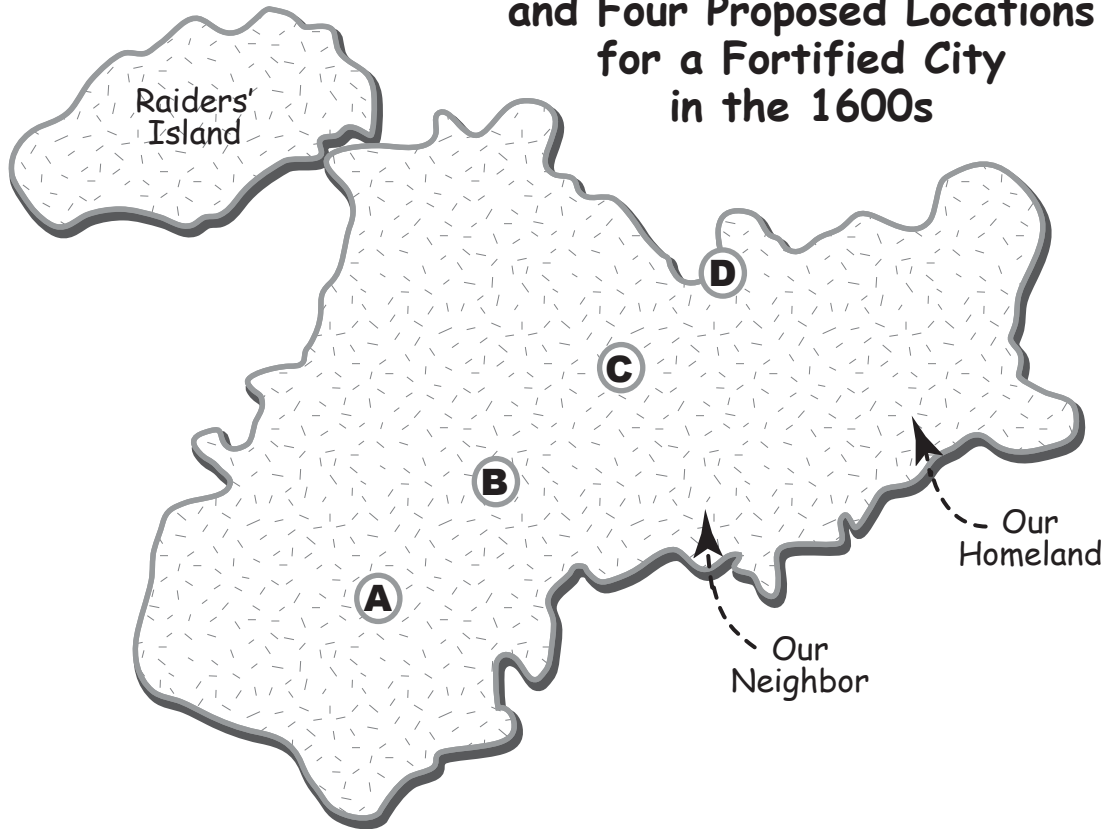 and Four Proposed Locations
for a Fortified City
in the 1600s
Raiders’
Island
D
C
B
A
Our
Homeland
Our
Neighbor